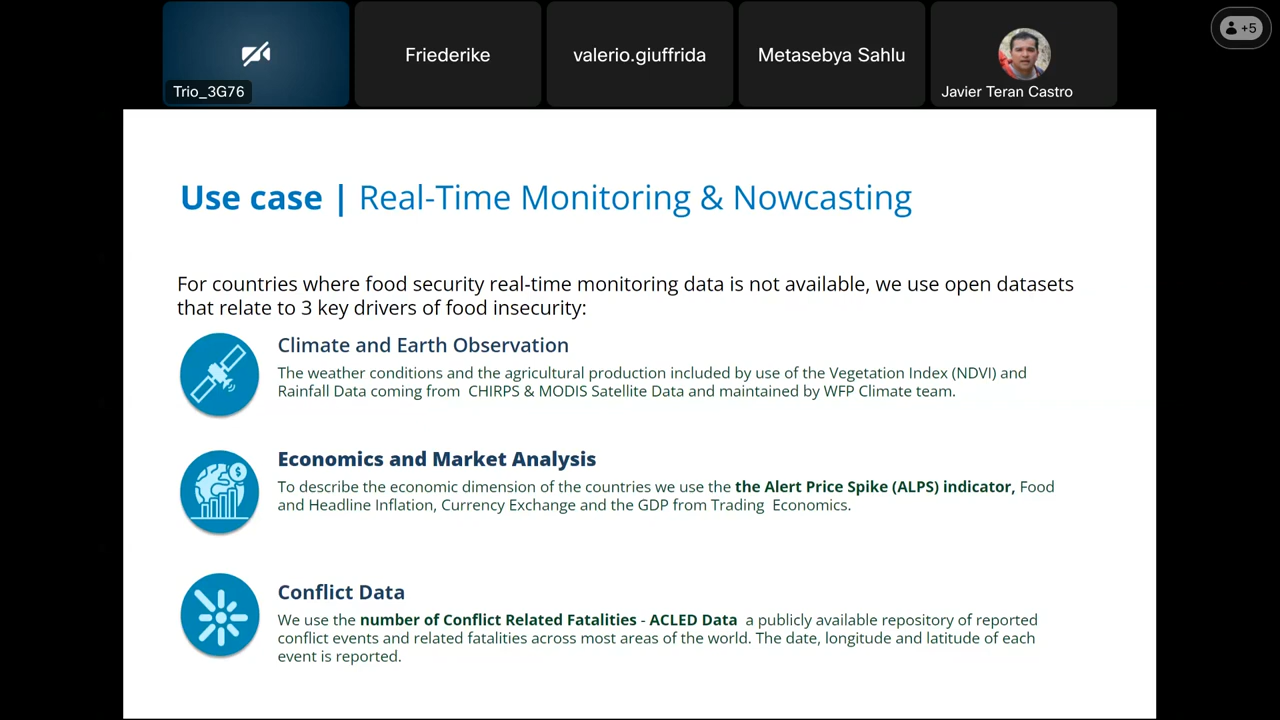 Trio_3G76
Friederike
valerio.giuffrida
Metasebya Sahlu
Javier Teran Castro
+5
Use case | Real-Time Monitoring & Nowcasting
For countries where food security real-time monitoring data is not available, we use open datasets
that relate to 3 key drivers of food insecurity:
Climate and Earth Observation
The weather conditions and the agricultural production included by use of the Vegetation Index (NDVI) and
Rainfall Data coming from CHIRPS & MODIS Satellite Data and maintained by WFP Climate team.
Economics and Market Analysis
To describe the economic dimension of the countries we use the the Alert Price Spike (ALPS) indicator, Food
and Headline Inflation, Currency Exchange and the GDP from Trading Economics.
Conflict Data
We use the number of Conflict Related Fatalities - ACLED Data a publicly available repository of reported
conflict events and related fatalities across most areas of the world. The date, longitude and latitude of each
event is reported.